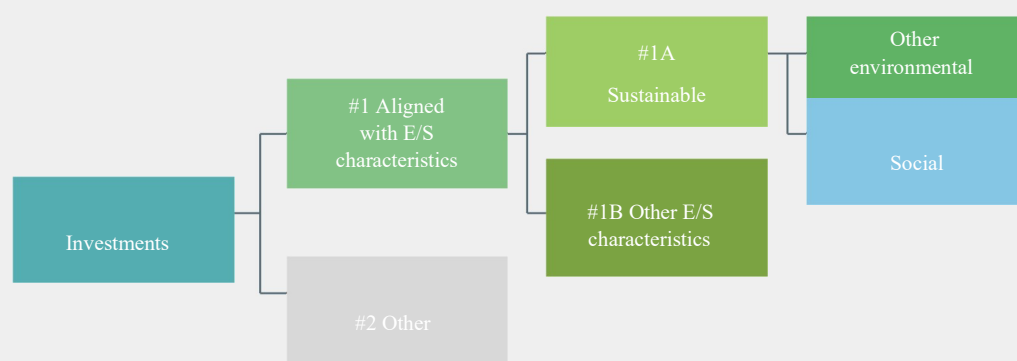 Investments
#1 Aligned
with E/S
characteristics
#2 Other
#1A
Sustainable
#1B Other E/S
characteristics
Other
environmental
Social